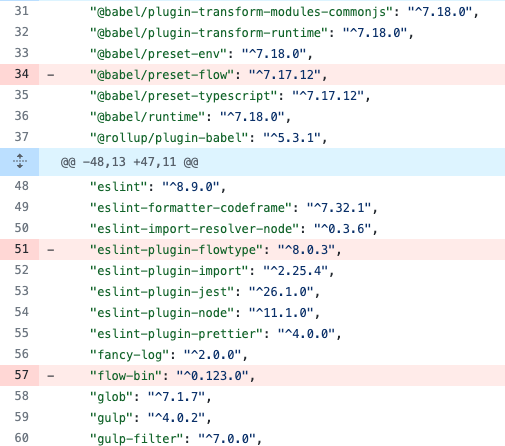 31 "@babel/plugin-transform-modules-commonjs": "^7.18.0",
32 "@babel/plugin-transform-runtime": "^7.18.0",
33 "@babel/preset-env": "^7.18.0",
34 - "@babel/preset-flow": "^7.17.12",
35 "@babel/preset-typescript": "^7.17.12",
36 "@babel/runtime": "^7.18.0",
37 "@rollup/plugin-babel": "^5.3.1",
@@ -48,13 +47,11 @@
48 "eslint": "^8.9.0",
49 "eslint-formatter-codeframe": "^7.32.1",
50 "eslint-import-resolver-node": "^0.3.6",
51 - "eslint-plugin-flowtype": "^8.0.3",
52 "eslint-plugin-import": "^2.25.4",
53 "eslint-plugin-jest": "^26.1.0",
54 "eslint-plugin-node": "^11.1.0",
55 "eslint-plugin-prettier": "^4.0.0",
56 "fancy-log": "^2.0.0",
57 - "flow-bin": "^0.123.0",
58 "glob": "^7.1.7",
59 "gulp": "^4.0.2",
60 "gulp-filter": "^7.0.0",